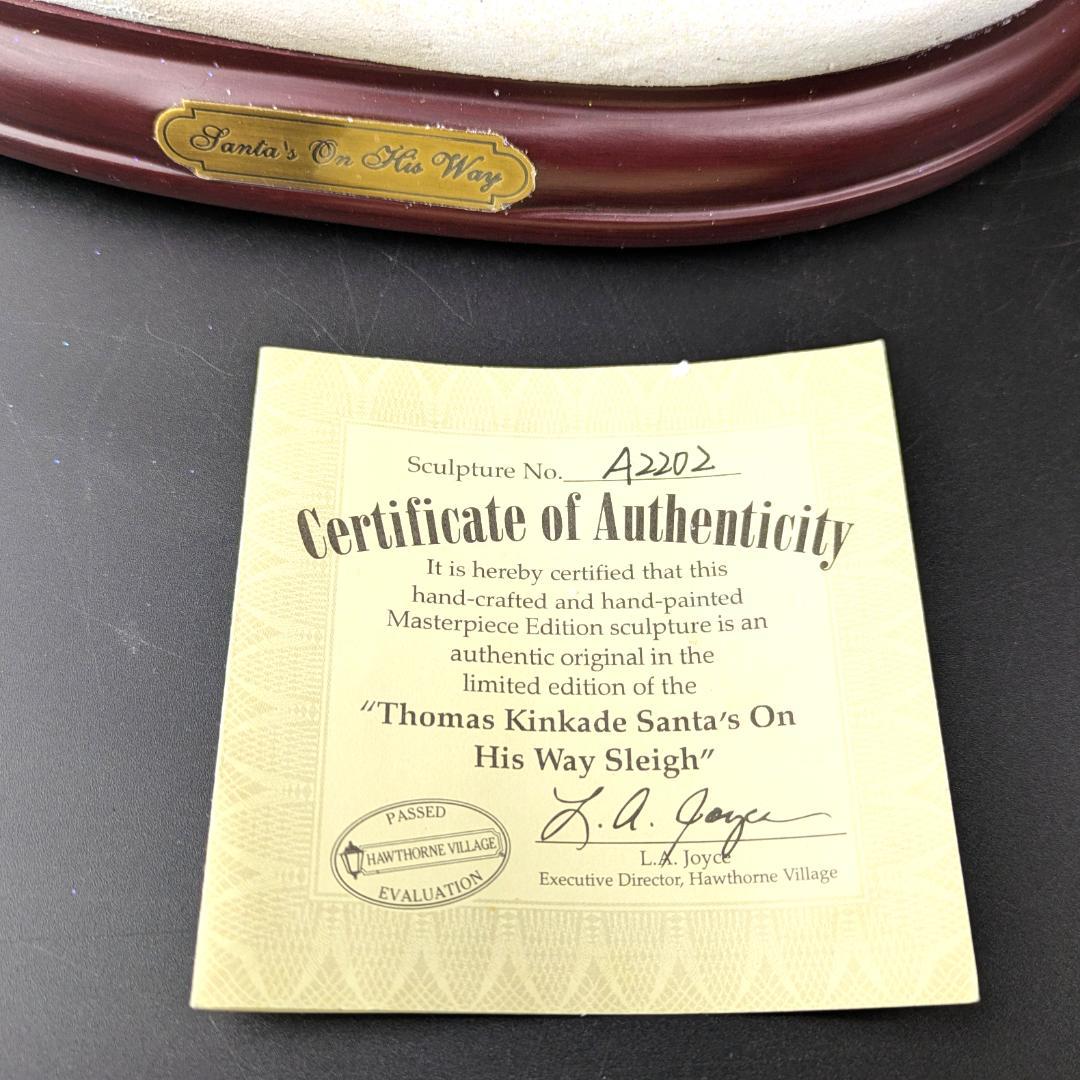 Santa's On His Way
Sculpture No. A2202
Certificate of Authenticity
It is hereby certified that this
hand-crafted and hand-painted
Masterpiece Edition sculpture is an
authentic original in the
limited edition of the
"Thomas Kinkade Santa's On
His Way Sleigh"
L. A. Joyce
L.A. Joyce
Executive Director, Hawthorne Village
PASSED
HAWTHORNE VILLAGE
EVALUATION